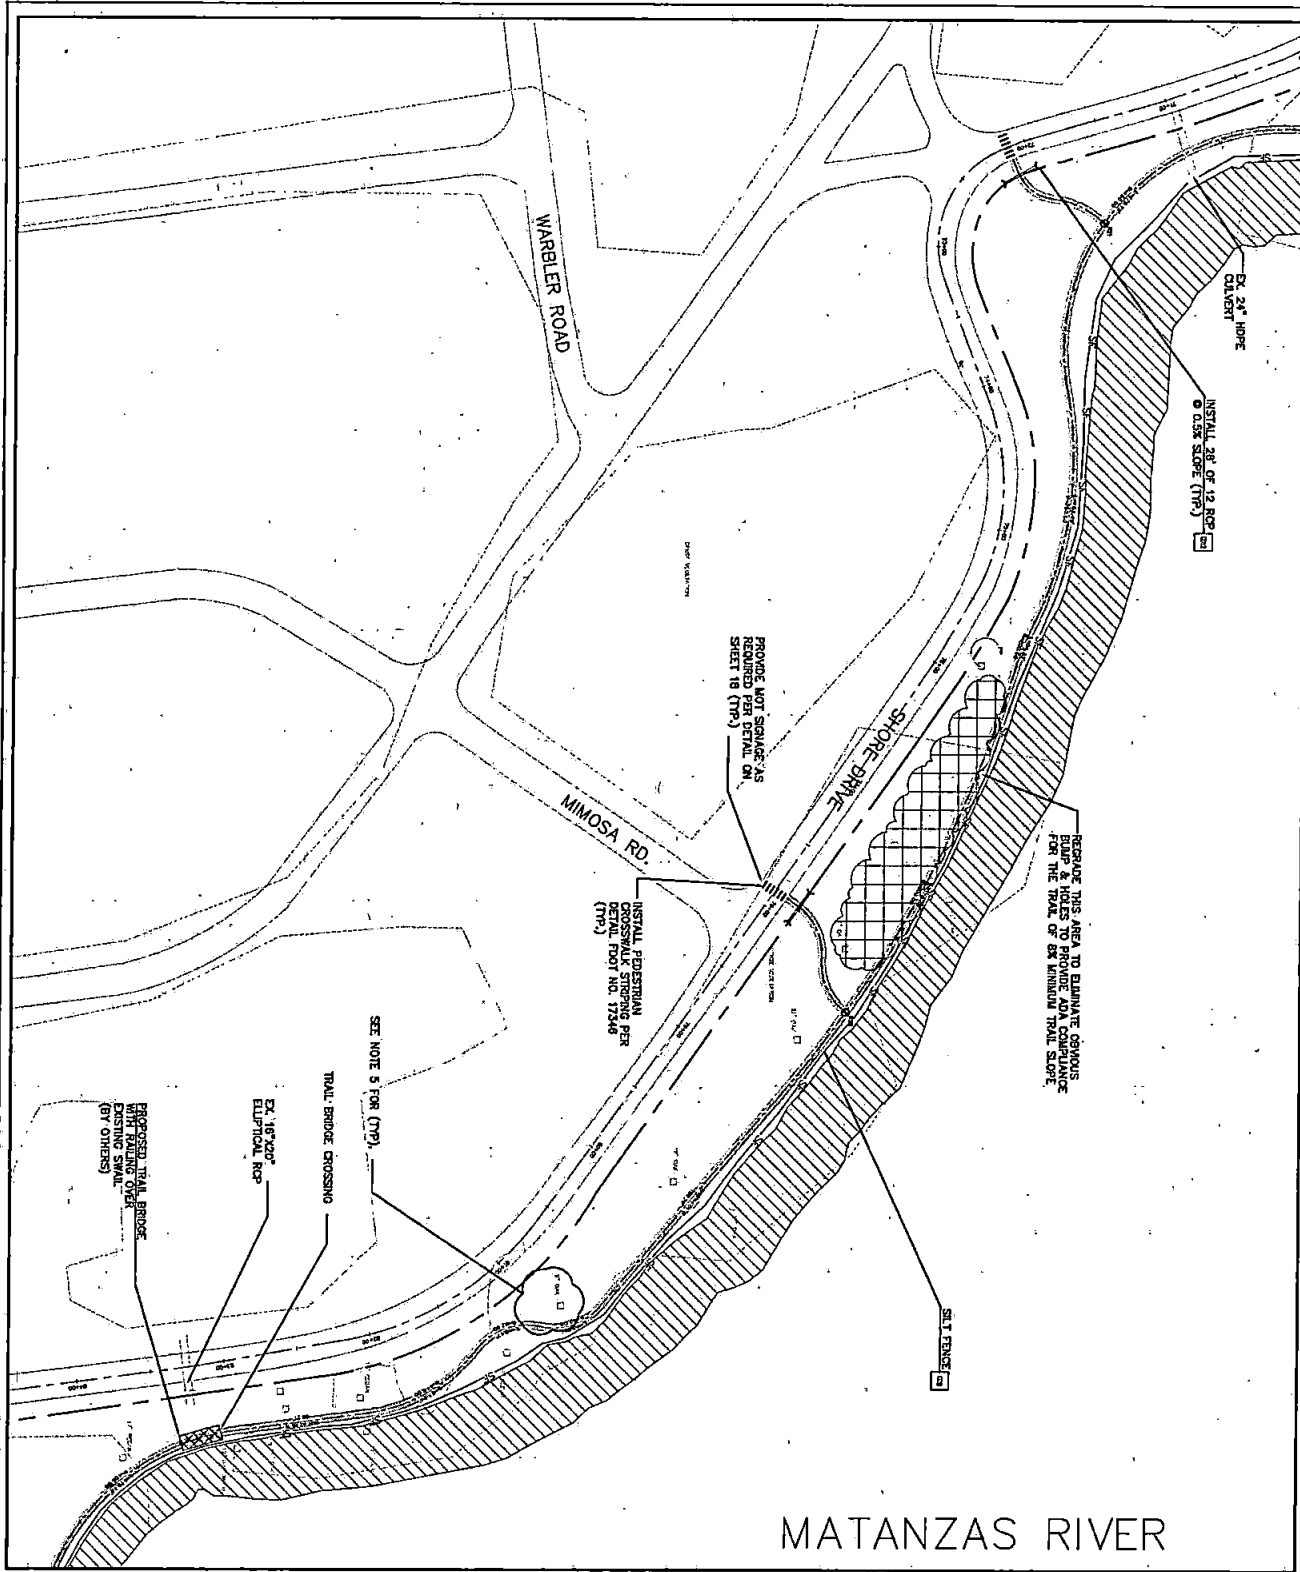 EX. 24" HDPE
CULVERT
INSTALL 28' OF 12 RCP
@ 0.5% SLOPE (TYP.)
WARBLER ROAD
PROVIDE MOT SIGNAGE AS
REQUIRED PER DETAIL ON
SHEET 18 (TYP.)
SHORE DRIVE
MIMOSA RD.
REGRADE THIS AREA TO ELIMINATE OBVIOUS
BUMP & HOLES TO PROVIDE ADA COMPLIANCE
FOR THE TRAIL OF 8% MINIMUM TRAIL SLOPE
INSTALL PEDESTRIAN
CROSSWALK STRIPING PER
DETAIL FDOT NO. 17346
(TYP.)
SEE NOTE 5 FOR (TYP).
TRAIL BRIDGE CROSSING
EX. 16"X20"
ELLIPTICAL RCP
PROPOSED TRAIL BRIDGE
WITH RAILING OVER
EXISTING SWAIL
(BY OTHERS)
SILT FENCE
MATANZAS RIVER